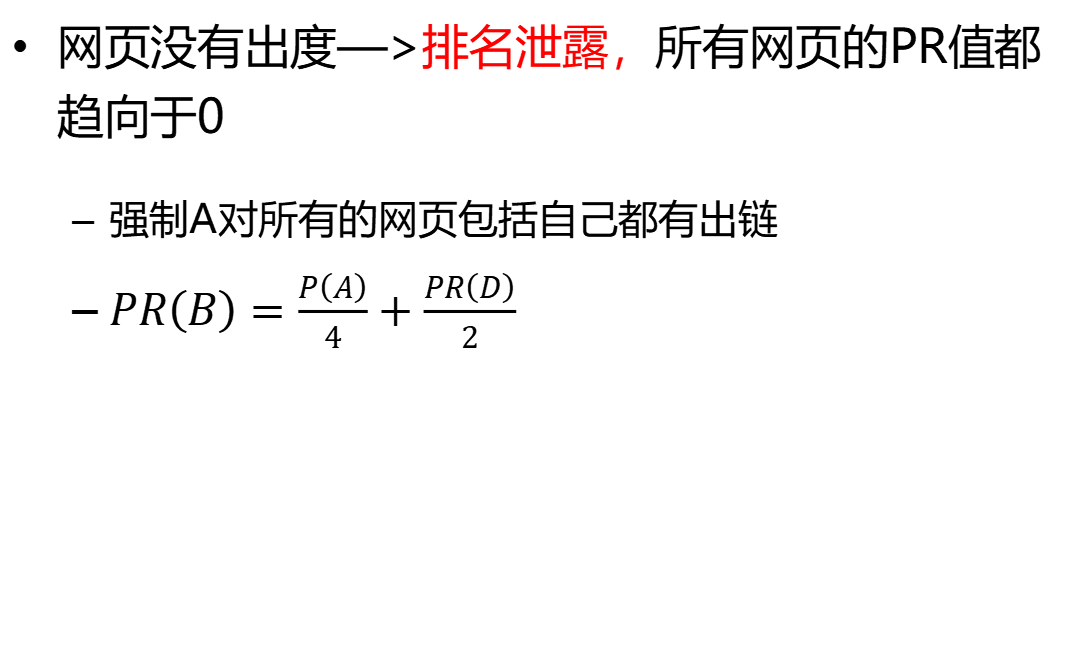 • 网页没有出度—>排名泄露，所有网页的PR值都
趋向于0
– 强制A对所有的网页包括自己都有出链
– PR(B) = P(A)/4 + PR(D)/2